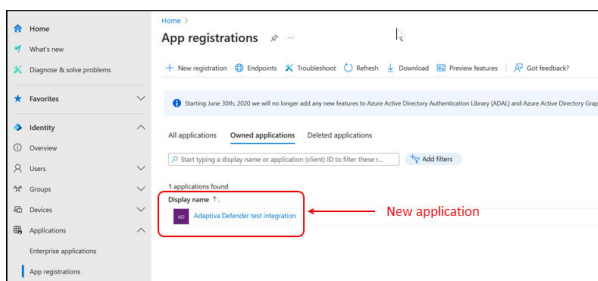 Home
What's new
Diagnose & solve problems
Favorites
Identity
Overview
Users
Groups
Devices
Applications
Enterprise applications
App registrations
Home >
App registrations
New registration Endpoints Troubleshoot Refresh Download Preview features Got feedback?
Starting June 30th, 2020 we will no longer add any new features to Azure Active Directory Authentication Library (ADAL) and Azure Active Directory Grap
All applications Owned applications Deleted applications
Start typing a display name or application (client) ID to filter these r... Add filters
1 applications found
Display name ↑↓
AD Adaptiva Defender test integration
New application